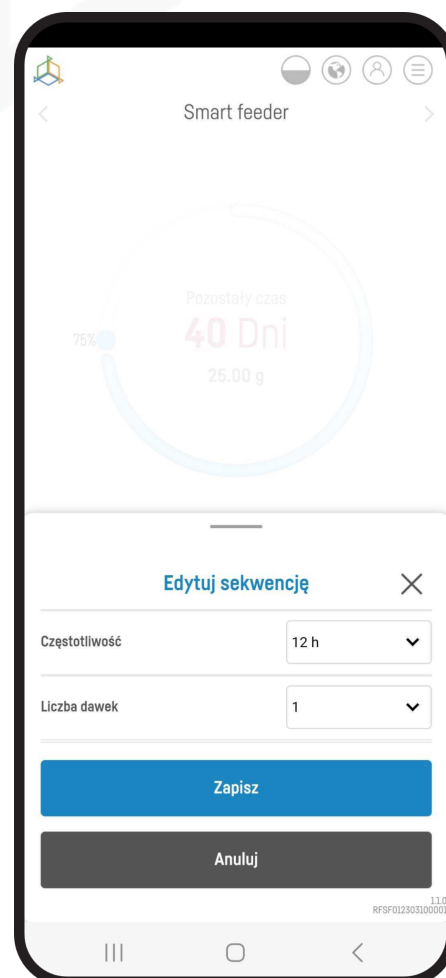 Smart feeder
Pozostały czas
75%
40 Dni
25.00 g
Edytuj sekwencję
Częstotliwość
12 h
Liczba dawek
1
Zapisz
Anuluj
1.1.0
RFSF01230310001